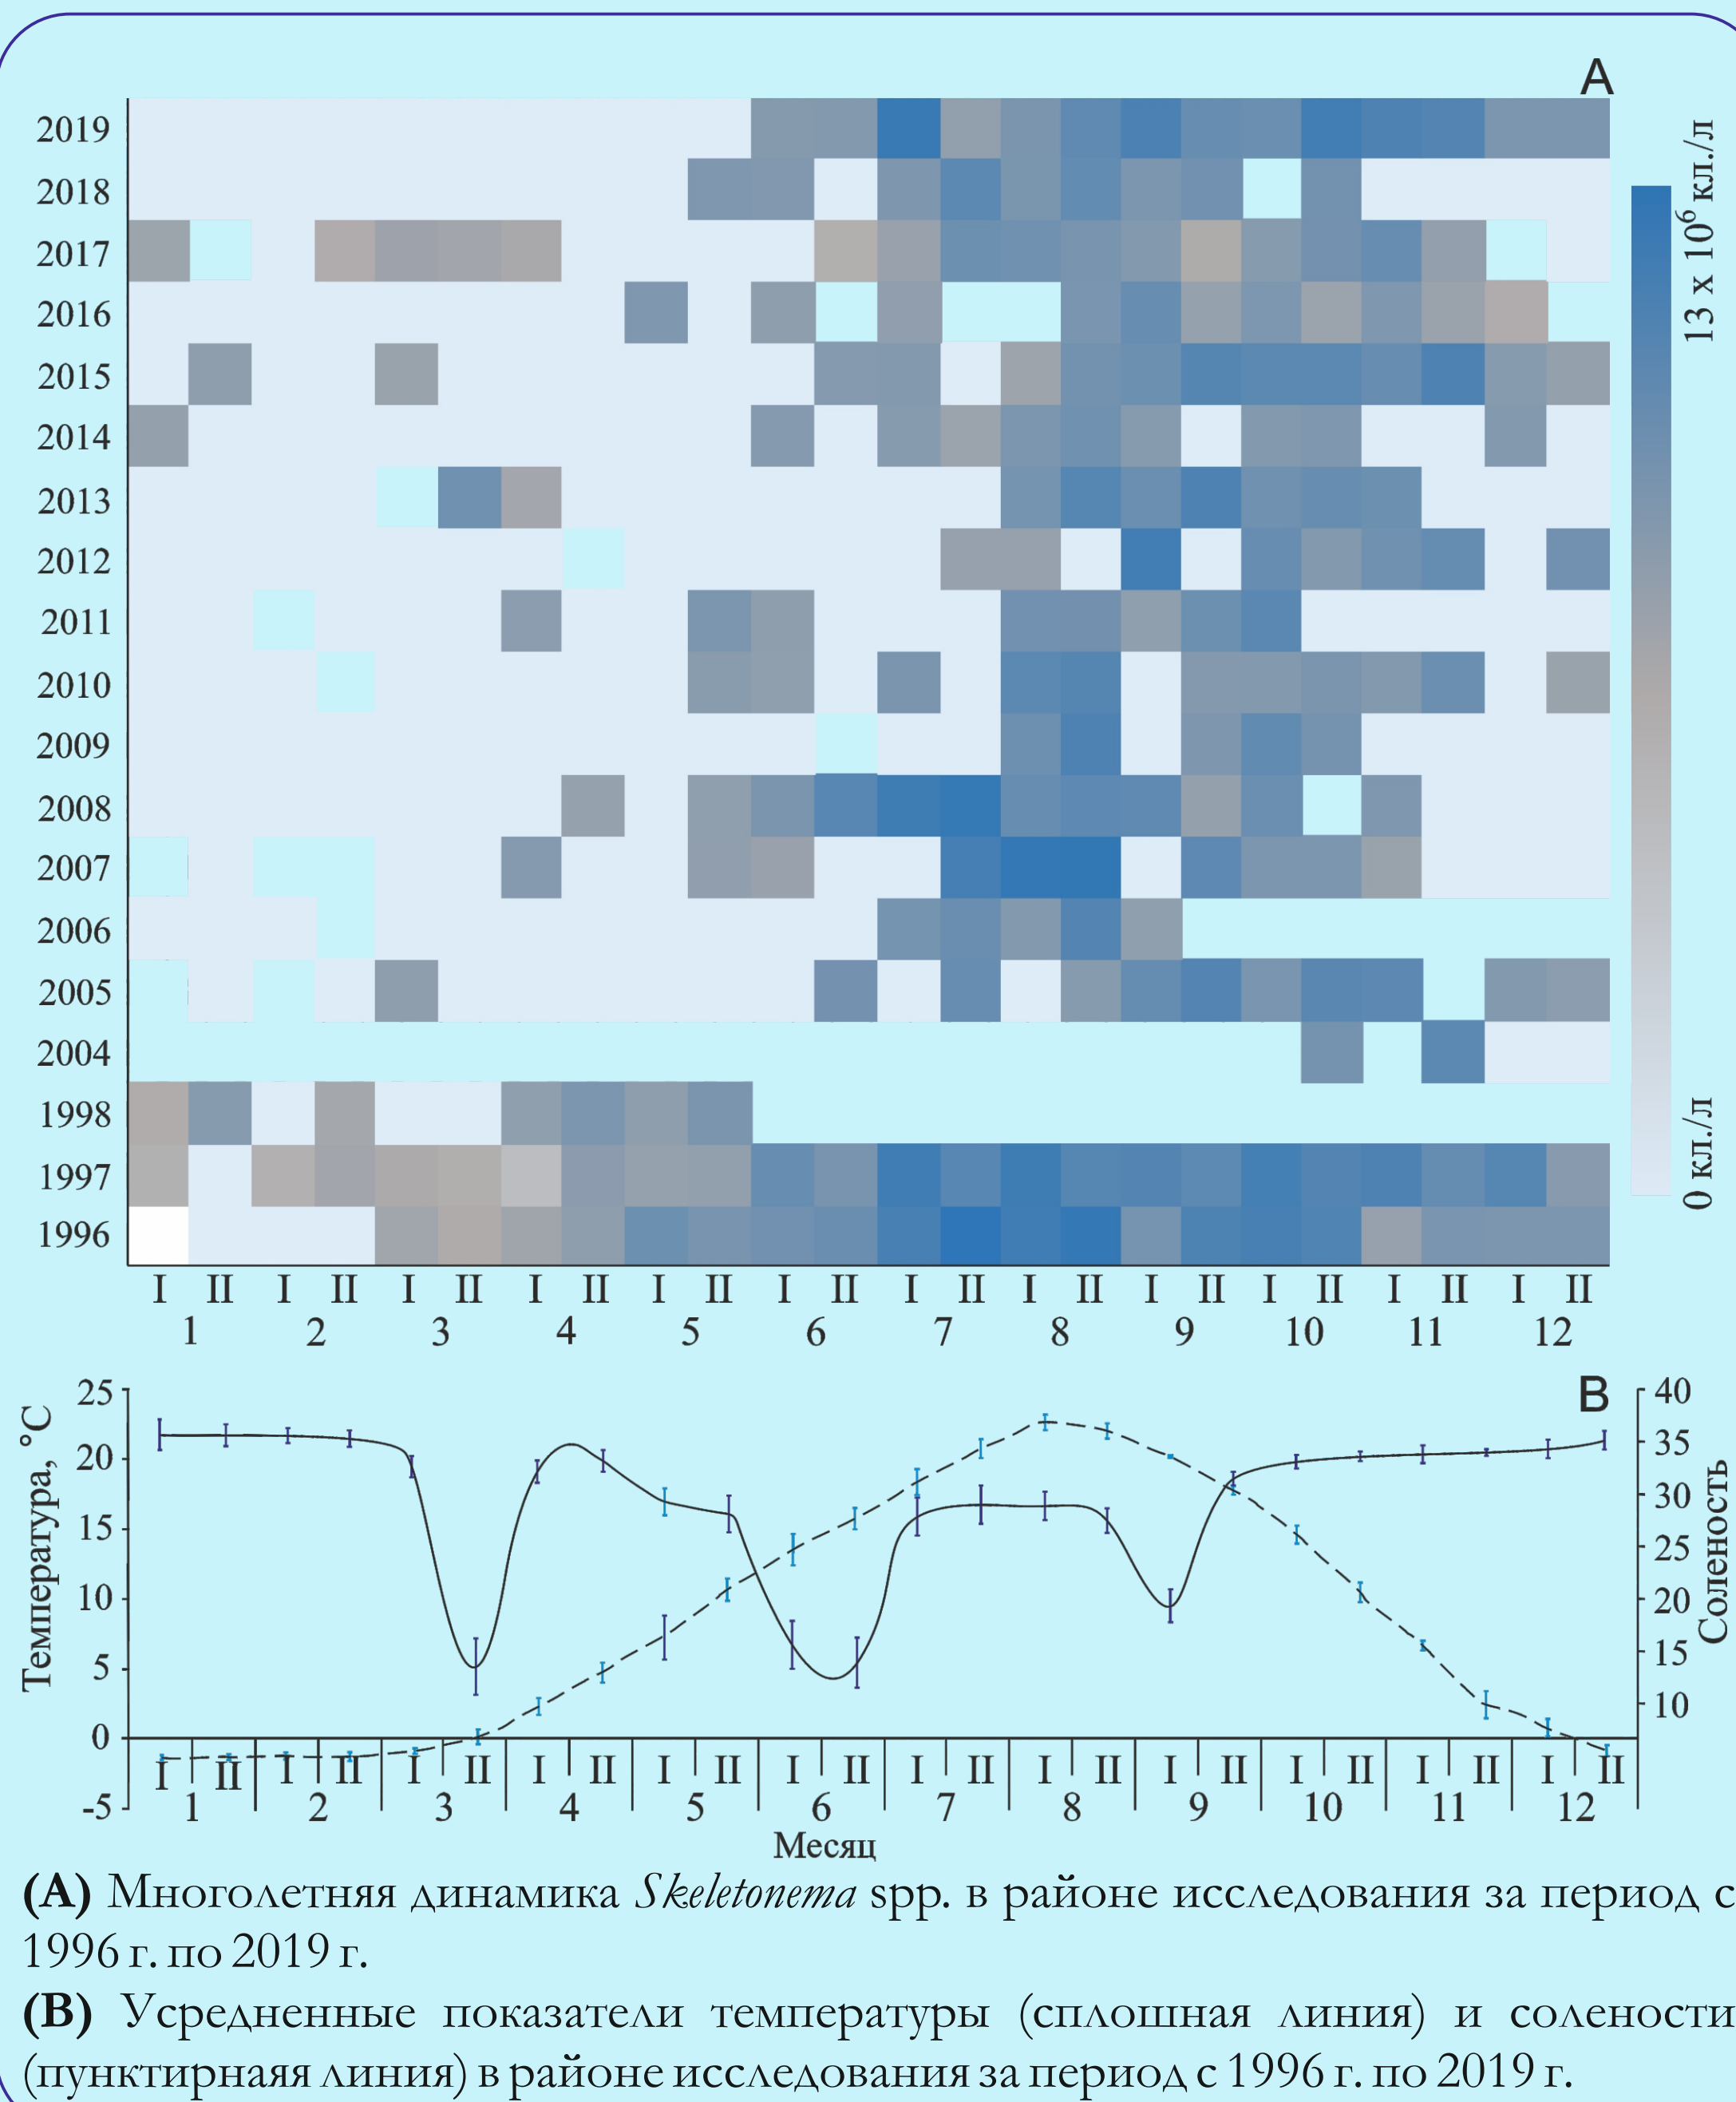 A
2019
2018
2017
2016
2015
2014
2013
2012
2011
2010
2009
2008
2007
2006
2005
2004
1998
1997
1996
13 x 10⁶ кл./л
0 кл./л
I II I II I II I II I II I II I II I II I II I II I II I II
1 2 3 4 5 6 7 8 9 10 11 12
B
Температура, °C
25
20
15
10
5
0
-5
40
35
30
25
20
15
10
Соленость
I II I II I II I II I II I II I II I II I II I II I II I II
1 2 3 4 5 6 7 8 9 10 11 12
Месяц
(A) Многолетняя динамика Skeletonema spp. в районе исследования за период с
1996 г. по 2019 г.
(B) Усредненные показатели температуры (сплошная линия) и солености
(пунктирнаяя линия) в районе исследования за период с 1996 г. по 2019 г.